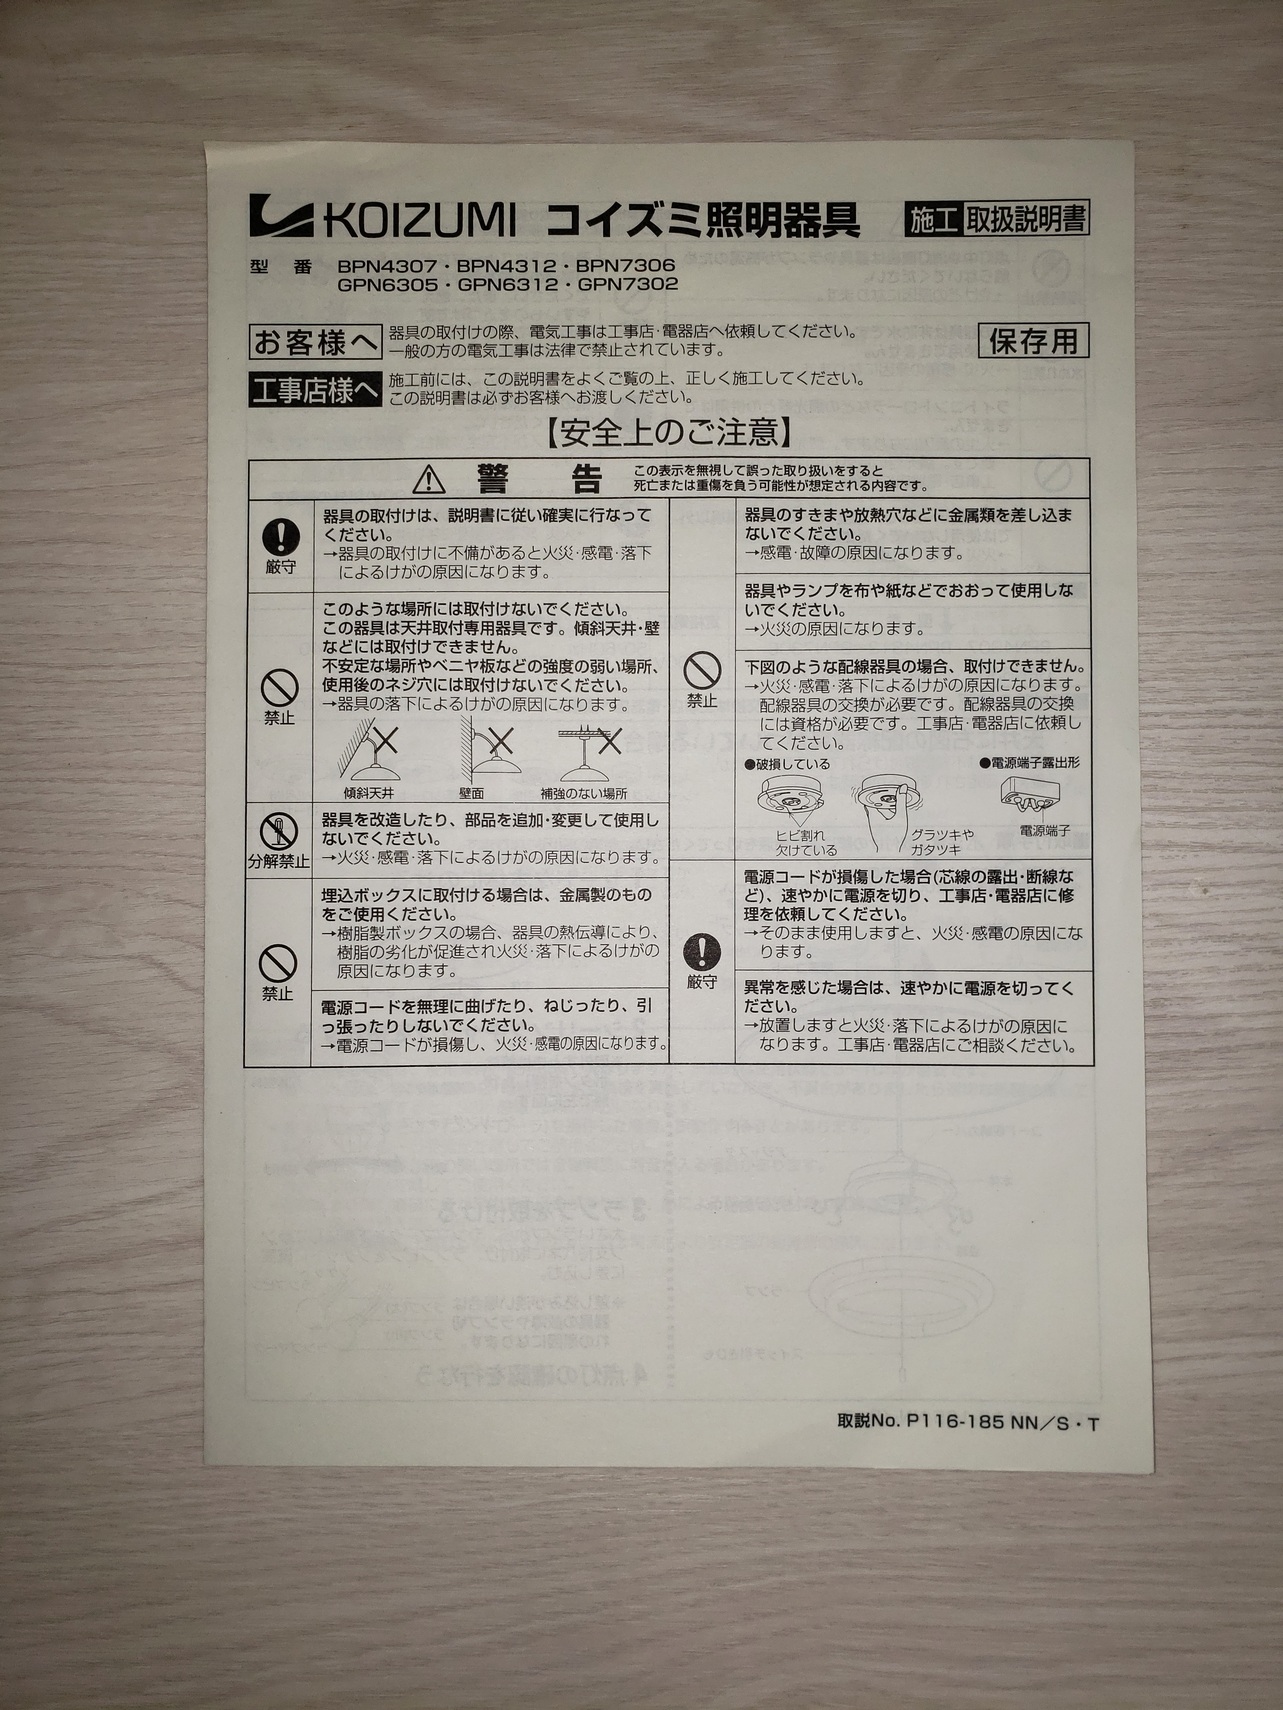 KOIZUMI コイズミ照明器具
施工 取扱説明書
型 番 BPN4307・BPN4312・BPN7306
GPN6305・GPN6312・GPN7302
お客様へ
器具の取付けの際、電気工事は工事店・電器店へ依頼してください。
一般の方の電気工事は法律で禁止されています。
保存用
工事店様へ
施工前には、この説明書をよくご覧の上、正しく施工してください。
この説明書は必ずお客様へお渡しください。
【安全上のご注意】
警 告
この表示を無視して誤った取り扱いをすると
死亡または重傷を負う可能性が想定される内容です。
厳守
器具の取付けは、説明書に従い確実に行なって
ください。
→器具の取付けに不備があると火災・感電・落下
によるけがの原因になります。
禁止
このような場所には取付けないでください。
この器具は天井取付専用器具です。傾斜天井・壁
などには取付けできません。
不安定な場所やベニヤ板などの強度の弱い場所、
使用後のネジ穴には取付けないでください。
→器具の落下によるけがの原因になります。
傾斜天井
壁面
補強のない場所
分解禁止
器具を改造したり、部品を追加・変更して使用し
ないでください。
→火災・感電・落下によるけがの原因になります。
禁止
埋込ボックスに取付ける場合は、金属製のもの
をご使用ください。
→樹脂製ボックスの場合、器具の熱伝導により、
樹脂の劣化が促進され火災・落下によるけがの
原因になります。
電源コードを無理に曲げたり、ねじったり、引
っ張ったりしないでください。
→電源コードが損傷し、火災・感電の原因になります。
禁止
器具のすきまや放熱穴などに金属類を差し込ま
ないでください。
→感電・故障の原因になります。
器具やランプを布や紙などでおおって使用しな
いでください。
→火災の原因になります。
下図のような配線器具の場合、取付けできません。
→火災・感電・落下によるけがの原因になります。
配線器具の交換が必要です。配線器具の交換
には資格が必要です。工事店・電器店に依頼し
てください。
●破損している
●電源端子露出形
ヒビ割れ
欠けている
グラツキや
ガタツキ
電源端子
厳守
電源コードが損傷した場合(芯線の露出・断線な
ど)、速やかに電源を切り、工事店・電器店に修
理を依頼してください。
→そのまま使用しますと、火災・感電の原因にな
ります。
異常を感じた場合は、速やかに電源を切ってく
ださい。
→放置しますと火災・落下によるけがの原因に
なります。工事店・電器店にご相談ください。
取説No. P116-185 NN／S・T